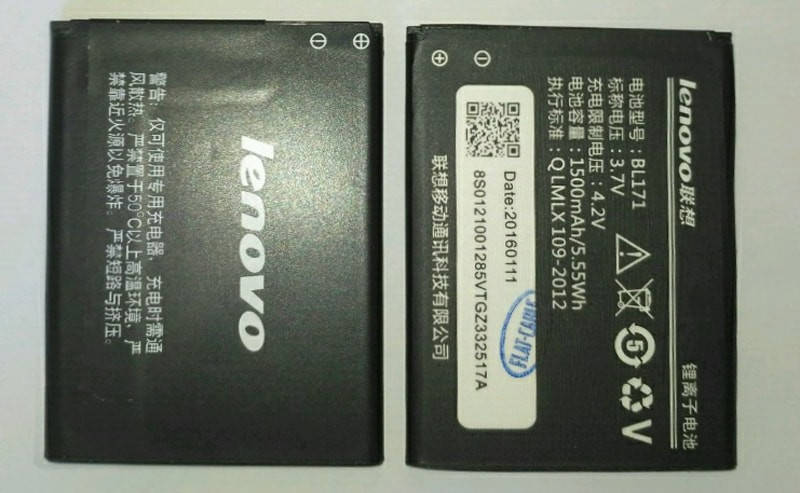 lenovo
警告：仅可使用专用充电器，充电时需通
风散热。严禁置于50℃以上高温环境，严
禁靠近火源以免爆炸。严禁短路与挤压。
lenovo联想
锂离子电池
电池型号：BL171
标称电压：3.7V
充电限制电压：4.2V
电池容量：1500mAh/5.55Wh
执行标准：Q/LMLX109-2012
5
V
Date:20160111
8S0121001285VTGZ332517A
联想移动通讯科技有限公司